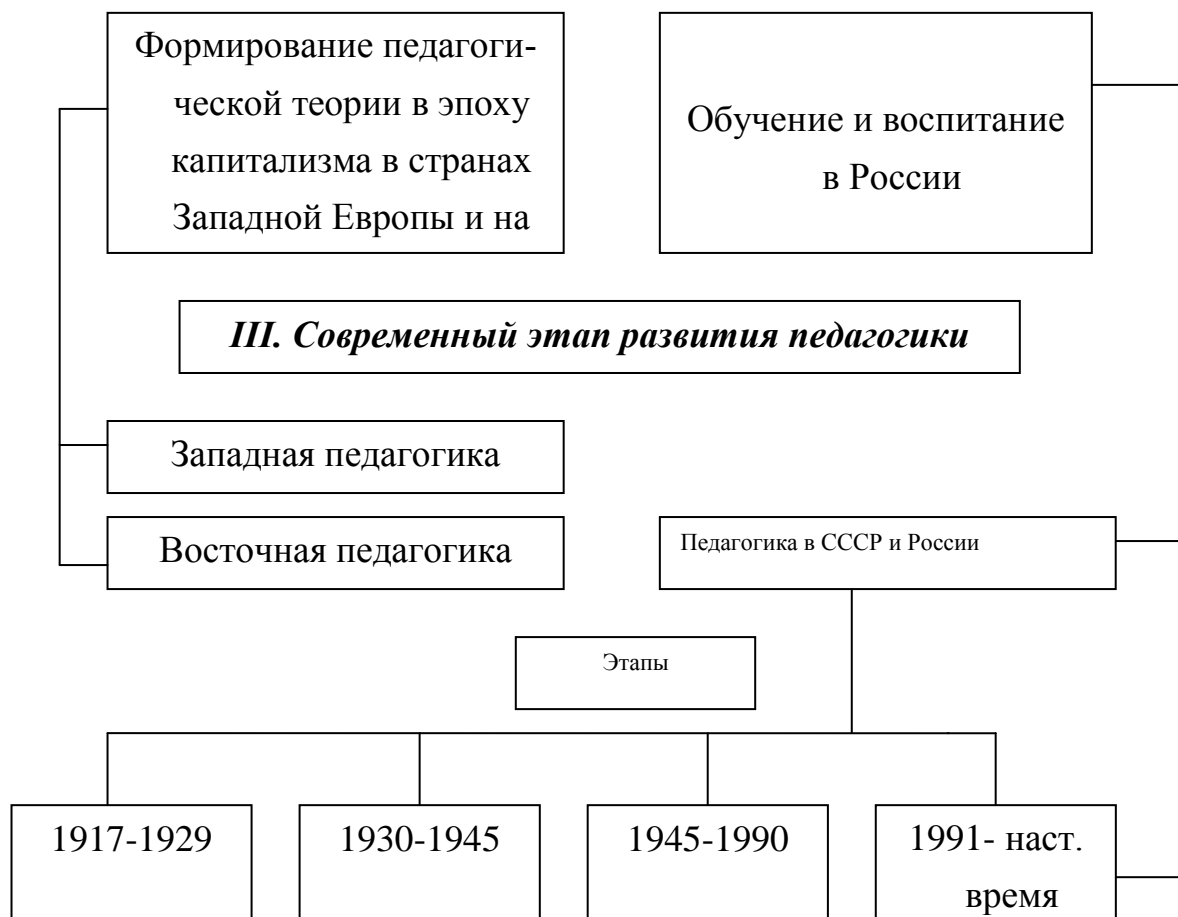 Формирование педагоги-
ческой теории в эпоху
капитализма в странах
Западной Европы и на
Обучение и воспитание
в России
III. Современный этап развития педагогики
Западная педагогика
Восточная педагогика
Педагогика в СССР и России
Этапы
1917-1929
1930-1945
1945-1990
1991- наст.
время